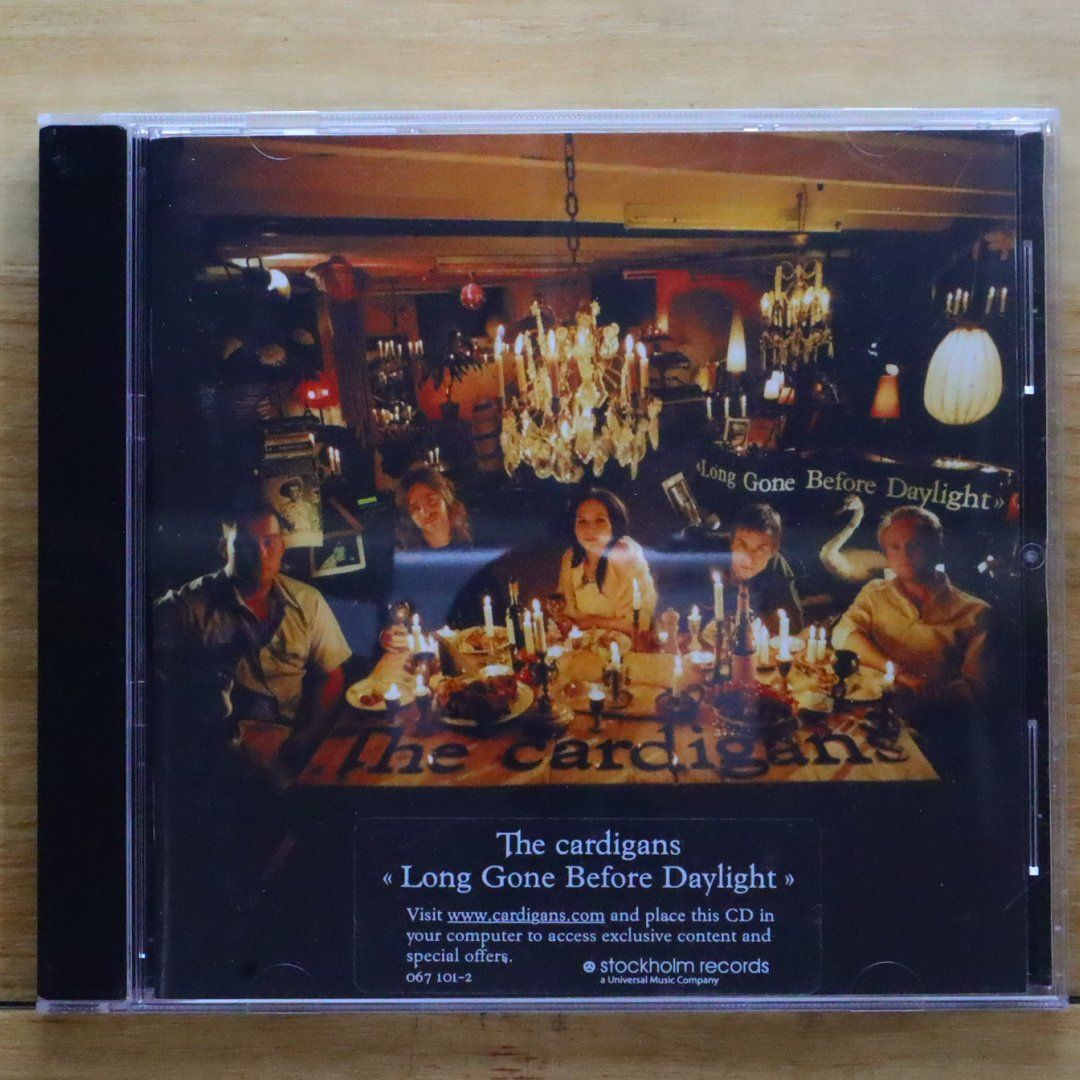 «Long Gone Before Daylight»
The cardigans
The cardigans
« Long Gone Before Daylight »
Visit www.cardigans.com and place this CD in
your computer to access exclusive content and
special offers.
067 101-2
stockholm records
a Universal Music Company